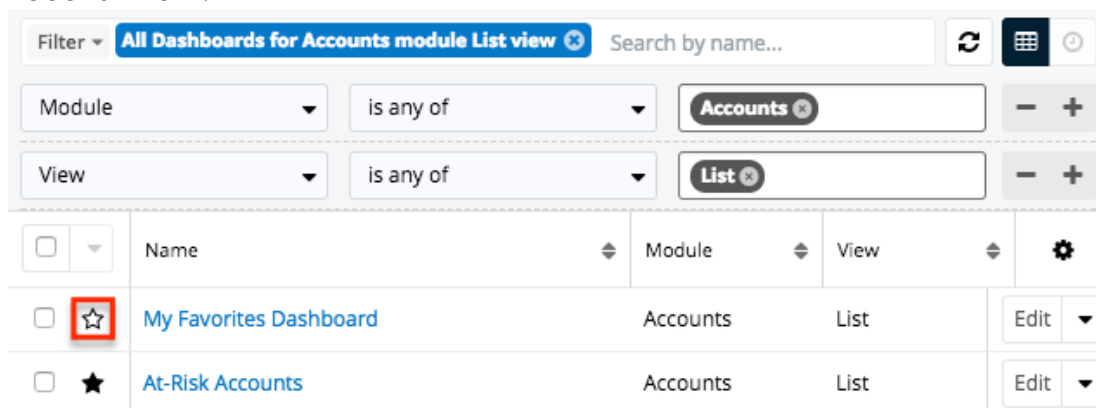 Filter All Dashboards for Accounts module List view Search by name...
Module is any of Accounts
View is any of List
Name Module View
My Favorites Dashboard Accounts List Edit
At-Risk Accounts Accounts List Edit